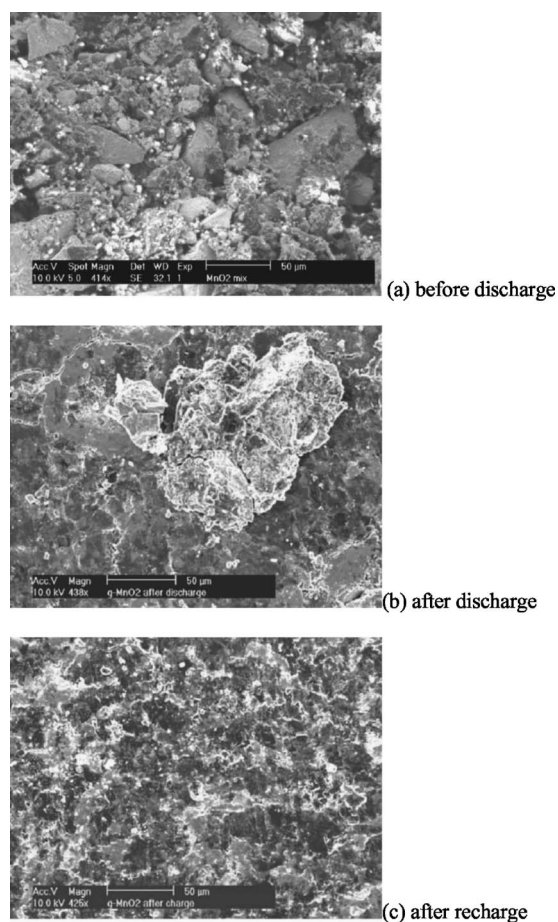 Acc.V Spot Magn Det WD Exp 50 µm
10.0 kV 5.0 414x SE 32.1 1 MnO2 mix
(a) before discharge
Acc.V Magn 50 µm
10.0 kV 438x g-MnO2 after discharge
(b) after discharge
Acc.V Magn 50 µm
10.0 kV 425x g-MnO2 after charge
(c) after recharge